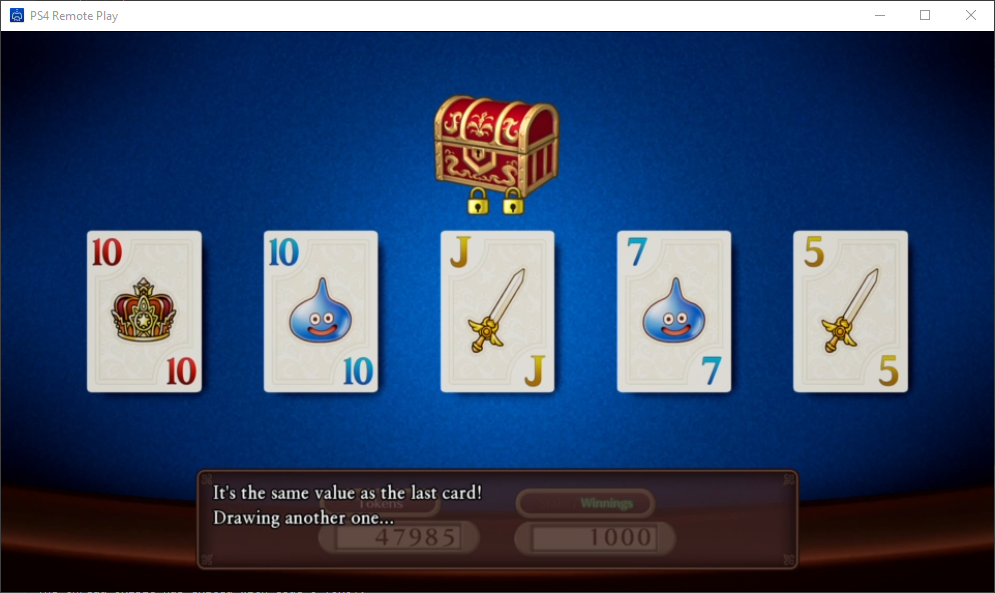 PS4 Remote Play
10
10
J
7
5
10
10
J
7
5
It's the same value as the last card!
Drawing another one...
Tokens
Winnings
47985
1000